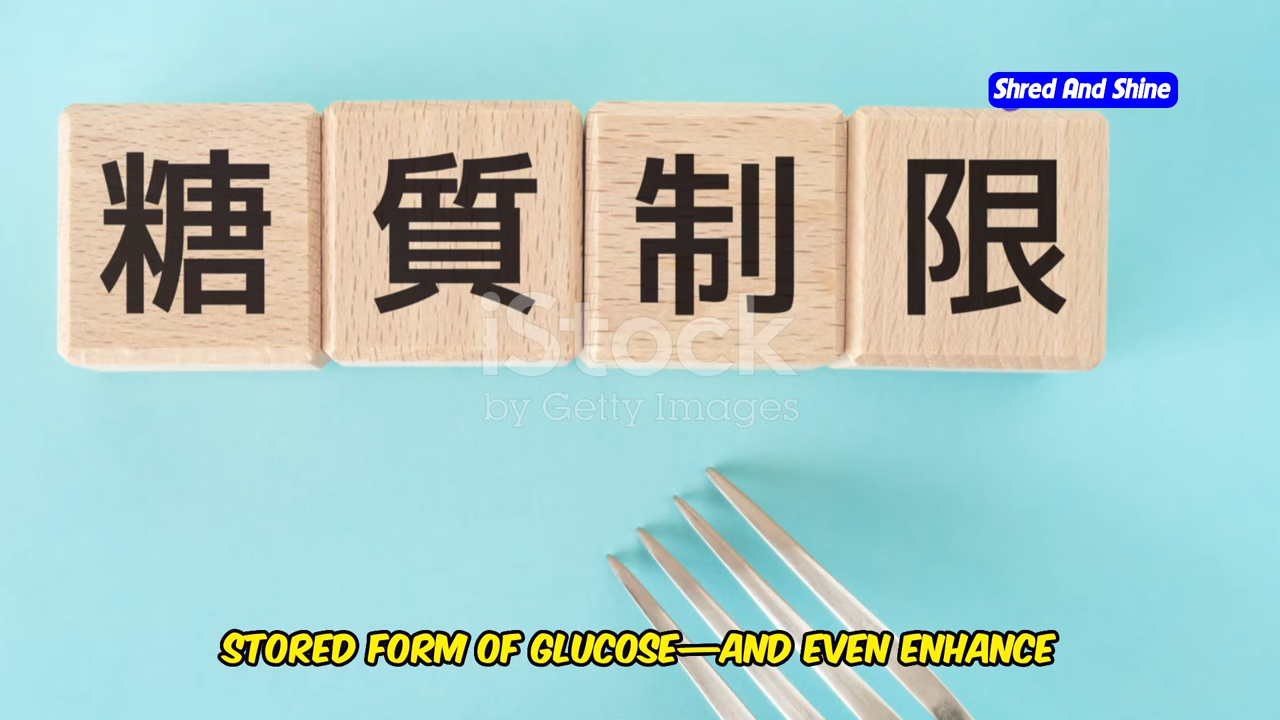 Shred And Shine
糖質制限
iStock
by Getty Images
STORED FORM OF GLUCOSE—AND EVEN ENHANCE